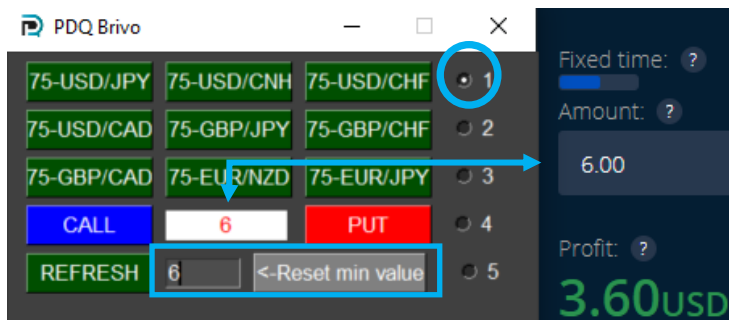 PDQ Brivo
75-USD/JPY 75-USD/CNH 75-USD/CHF 1
75-USD/CAD 75-GBP/JPY 75-GBP/CHF 2
75-GBP/CAD 75-EUR/NZD 75-EUR/JPY 3
CALL 6 PUT 4
REFRESH 6 <-Reset min value 5
Fixed time: ?
Amount: ?
6.00
Profit: ?
3.60USD